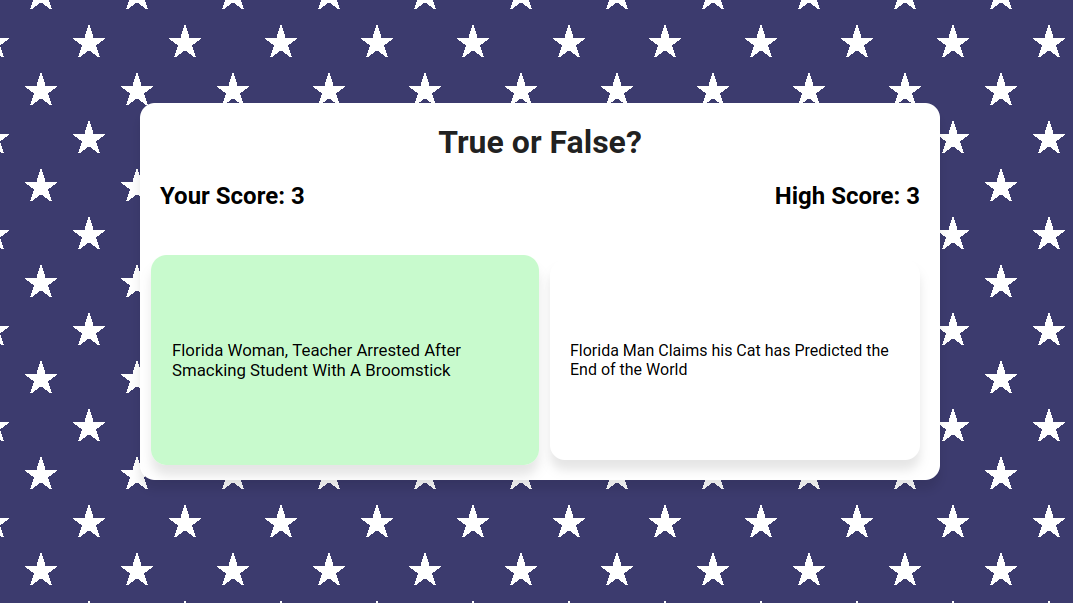 True or False?
Your Score: 3
High Score: 3
Florida Woman, Teacher Arrested After
Smacking Student With A Broomstick
Florida Man Claims his Cat has Predicted the
End of the World